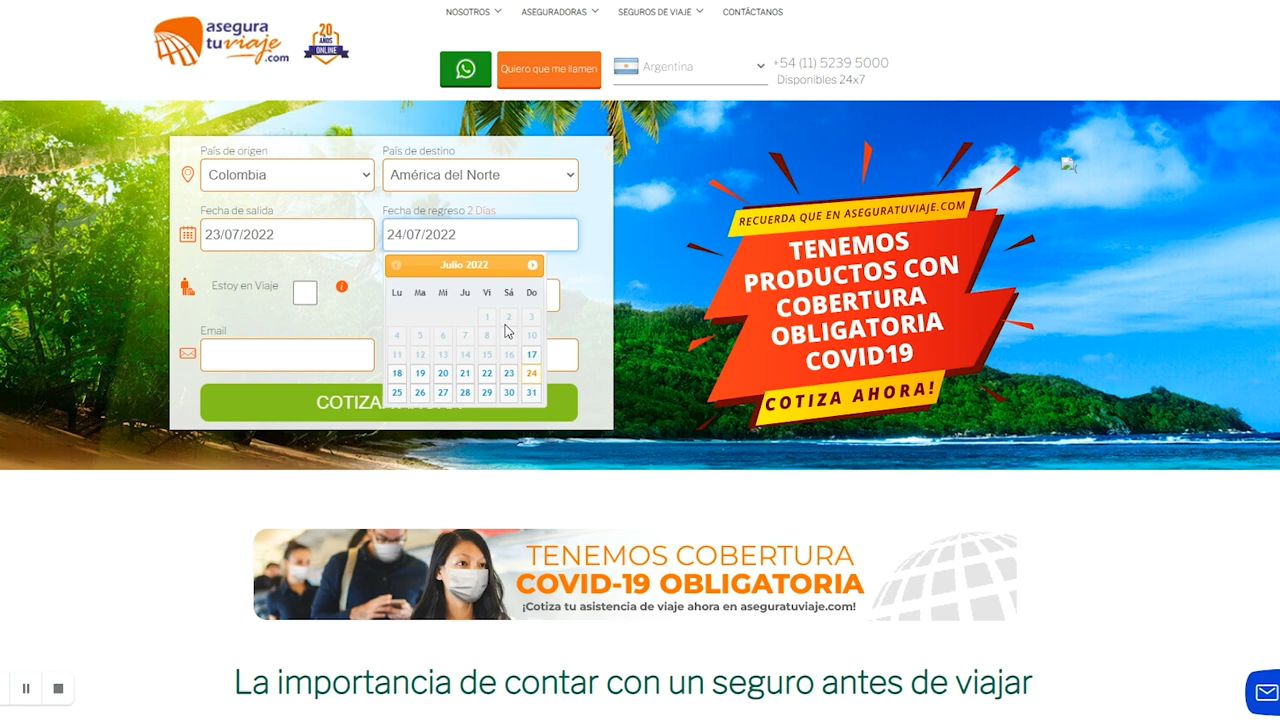 asegura
tuviaje
.com
20
AÑOS
ONLINE
NOSOTROS
ASEGURADORAS
SEGUROS DE VIAJE
CONTÁCTANOS
Quiero que me llamen
Argentina
+54 (11) 5239 5000
Disponibles 24x7
País de origen
País de destino
Colombia
América del Norte
Fecha de salida
Fecha de regreso 2 Días
23/07/2022
24/07/2022
Julio 2022
Lu Ma Mi Ju Vi Sá Do
1 2 3
4 5 6 7 8 10
11 12 13 14 15 16 17
18 19 20 21 22 23 24
25 26 27 28 29 30 31
Estoy en Viaje
i
Email
RECUERDA QUE EN ASEGURATUVIAJE.COM
TENEMOS
PRODUCTOS CON
COBERTURA
OBLIGATORIA
COVID19
COTIZA AHORA!
TENEMOS COBERTURA
COVID-19 OBLIGATORIA
¡Cotiza tu asistencia de viaje ahora en aseguratuviaje.com!
La importancia de contar con un seguro antes de viajar